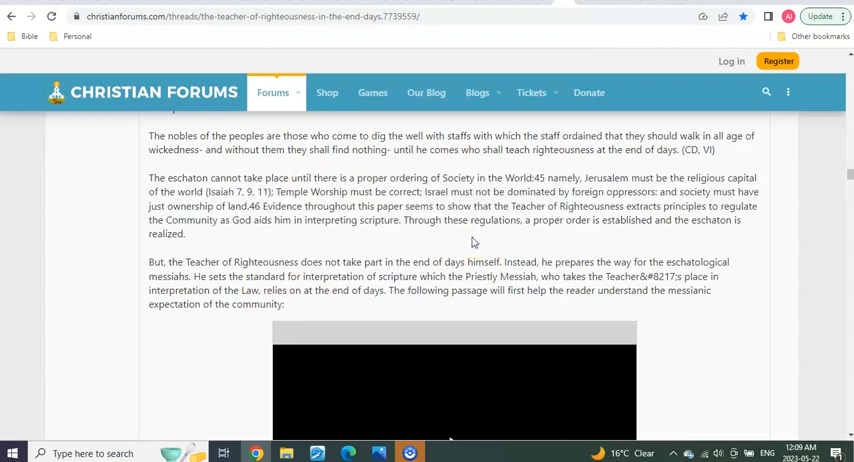 christianforums.com/threads/the-teacher-of-righteousness-in-the-end-days.7739559/
AI
Update
Bible
Personal
Other bookmarks
Log in
Register
CHRISTIAN FORUMS
Forums
Shop
Games
Our Blog
Blogs
Tickets
Donate
The nobles of the peoples are those who come to dig the well with staffs with which the staff ordained that they should walk in all age of
wickedness- and without them they shall find nothing- until he comes who shall teach righteousness at the end of days. (CD, VI)
The eschaton cannot take place until there is a proper ordering of Society in the World:45 namely, Jerusalem must be the religious capital
of the world (Isaiah 7, 9, 11); Temple Worship must be correct; Israel must not be dominated by foreign oppressors; and society must have
just ownership of land.46 Evidence throughout this paper seems to show that the Teacher of Righteousness extracts principles to regulate
the Community as God aids him in interpreting scripture. Through these regulations, a proper order is established and the eschaton is
realized.
But, the Teacher of Righteousness does not take part in the end of days himself. Instead, he prepares the way for the eschatological
messiahs. He sets the standard for interpretation of scripture which the Priestly Messiah, who takes the Teacher&#8217;s place in
interpretation of the Law, relies on at the end of days. The following passage will first help the reader understand the messianic
expectation of the community:
Type here to search
16°C Clear
ENG
12:09 AM
2023-05-22